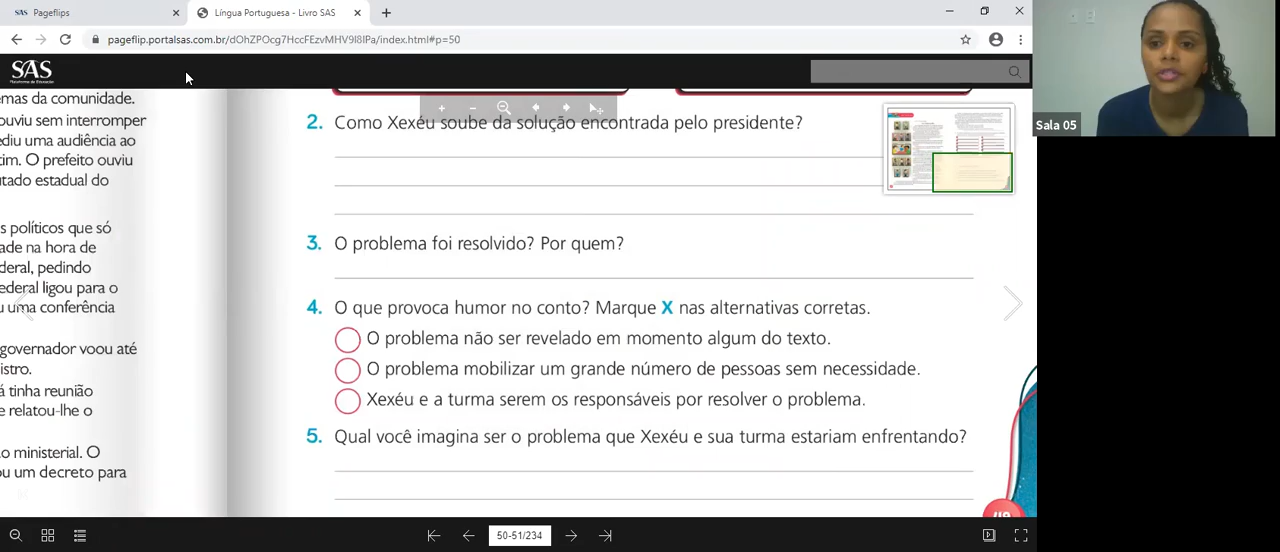 SAS Pageflips
Língua Portuguesa - Livro SAS
pageflip.portalsas.com.br/dOhZPOcg7HccFEzvMHV9I8lPa/index.html#p=50
SAS
Plataforma de Educação
emas da comunidade.
ouviu sem interromper
ediu uma audiência ao
tim. O prefeito ouviu
utado estadual do
s políticos que só
ade na hora de
deral, pedindo
ederal ligou para o
u uma conferência
governador voou até
istro.
á tinha reunião
e relatou-lhe o
o ministerial. O
ou um decreto para
2. Como Xexéu soube da solução encontrada pelo presidente?
3. O problema foi resolvido? Por quem?
4. O que provoca humor no conto? Marque X nas alternativas corretas.
O problema não ser revelado em momento algum do texto.
O problema mobilizar um grande número de pessoas sem necessidade.
Xexéu e a turma serem os responsáveis por resolver o problema.
5. Qual você imagina ser o problema que Xexéu e sua turma estariam enfrentando?
50-51/234
Sala 05